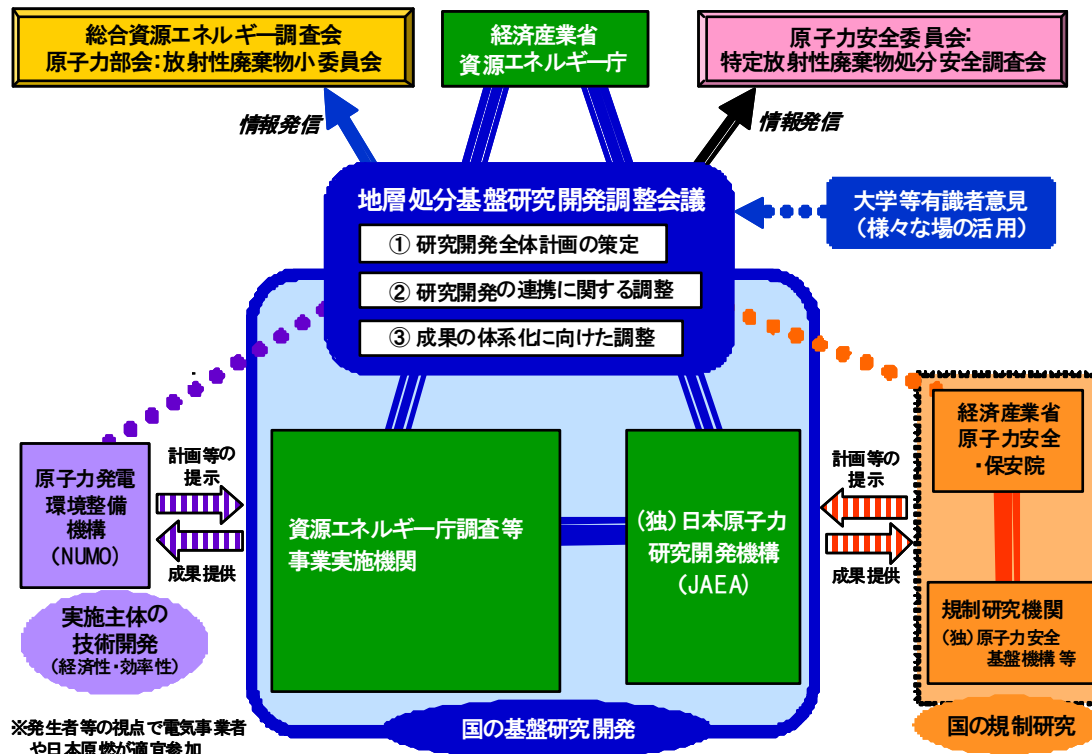 総合資源エネルギー調査会
原子力部会:放射性廃棄物小委員会
経済産業省
資源エネルギー庁
原子力安全委員会:
特定放射性廃棄物処分安全調査会
情報発信
情報発信
地層処分基盤研究開発調整会議
① 研究開発全体計画の策定
② 研究開発の連携に関する調整
③ 成果の体系化に向けた調整
大学等有識者意見
(様々な場の活用)
原子力発電
環境整備
機構
(NUMO)
計画等の
提示
成果提供
実施主体の
技術開発
(経済性・効率性)
資源エネルギー庁調査等
事業実施機関
(独)日本原子力
研究開発機構
(JAEA)
計画等の
提示
成果提供
経済産業省
原子力安全
・保安院
規制研究機関
(独)原子力安全
基盤機構等
国の基盤研究開発
国の規制研究
※発生者等の視点で電気事業者
や日本原燃が適宜参加